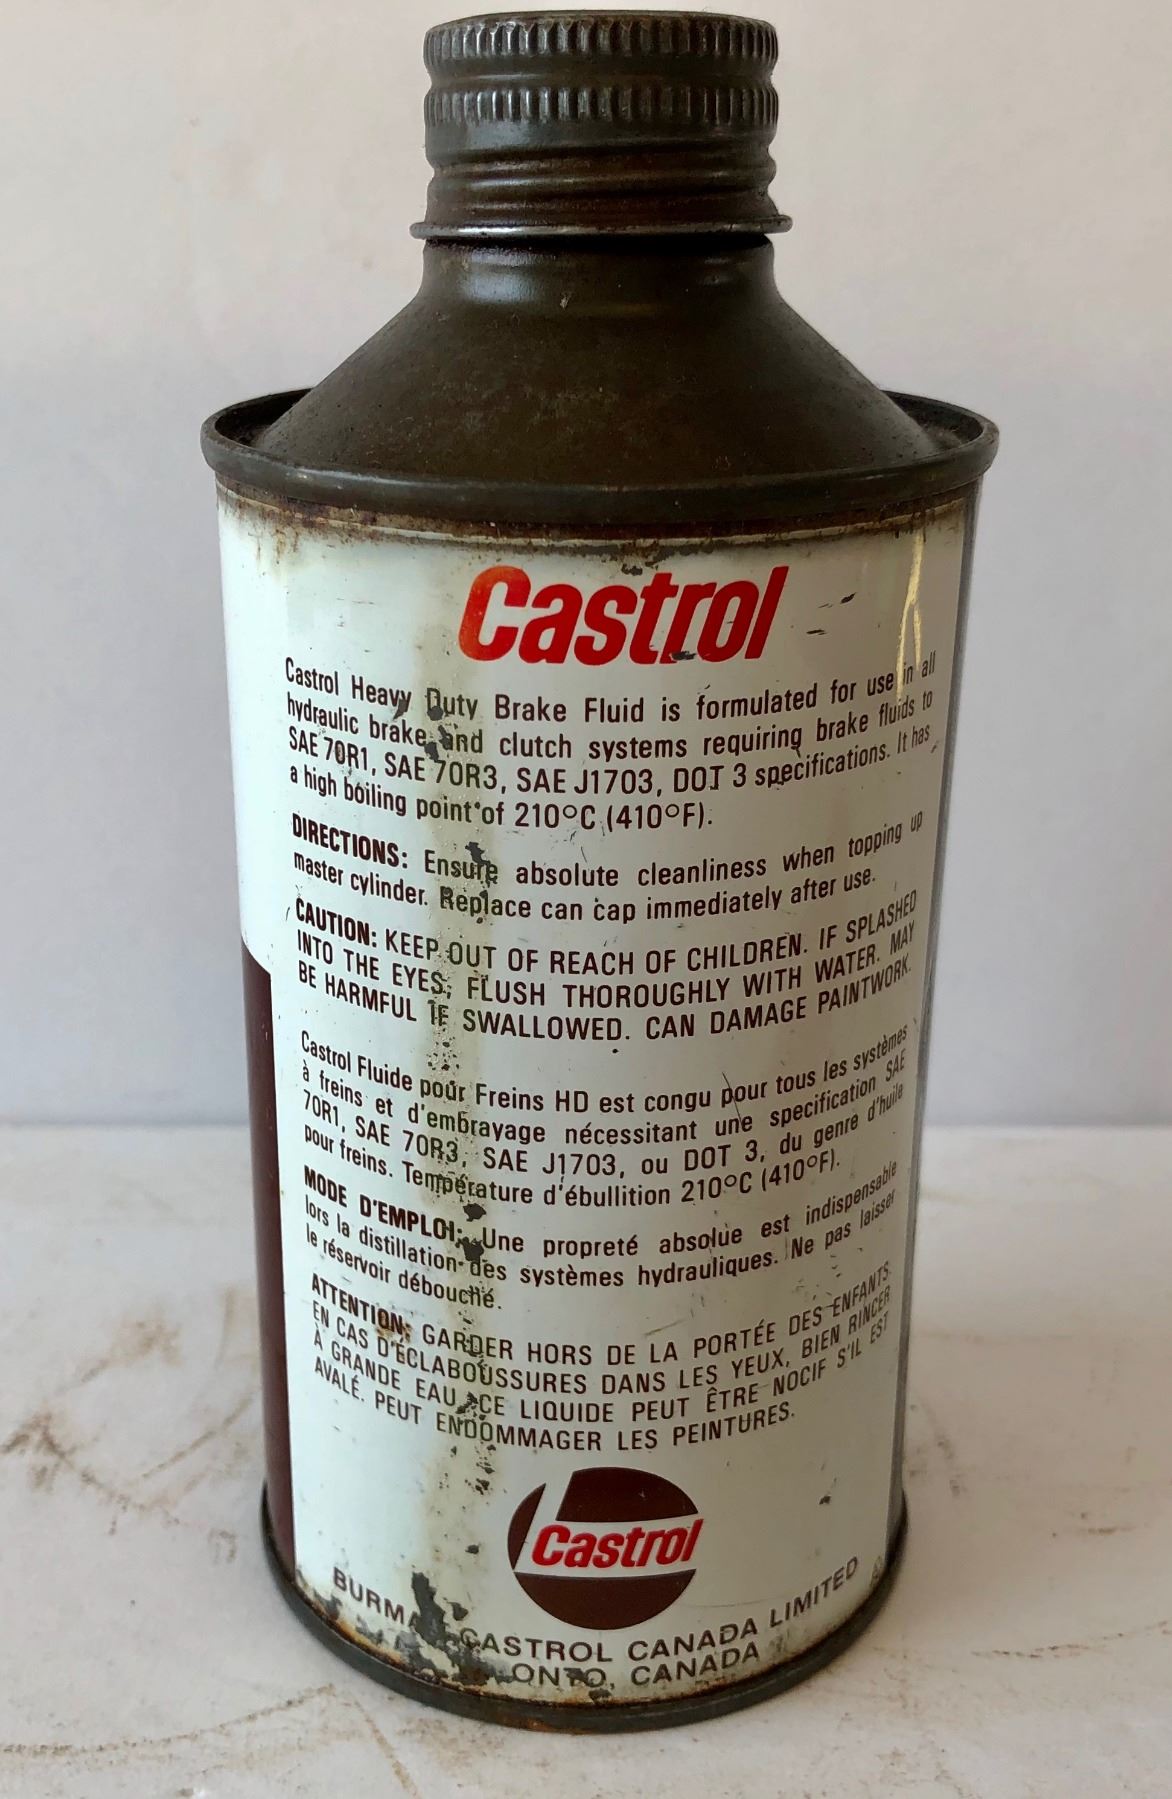 Castrol
Castrol Heavy Duty Brake Fluid is formulated for use in all
hydraulic brake and clutch systems requiring brake fluids to
SAE 70R1, SAE 70R3, SAE J1703, DOT 3 specifications. It has
a high boiling point of 210°C (410°F).
DIRECTIONS: Ensure absolute cleanliness when topping up
master cylinder. Replace can cap immediately after use.
CAUTION: KEEP OUT OF REACH OF CHILDREN. IF SPLASHED
INTO THE EYES, FLUSH THOROUGHLY WITH WATER. MAY
BE HARMFUL IF SWALLOWED. CAN DAMAGE PAINTWORK.
Castrol Fluide pour Freins HD est congu pour tous les systèmes
à freins et d'embrayage nécessitant une specification SAE
70R1, SAE 70R3, SAE J1703, ou DOT 3, du genre d'huile
pour freins. Température d'ébullition 210°C (410°F).
MODE D'EMPLOI: Une propreté absolue est indispensable
lors la distillation des systèmes hydrauliques. Ne pas laisser
le réservoir débouché.
ATTENTION: GARDER HORS DE LA PORTÉE DES ENFANTS.
EN CAS D'ÉCLABOUSSURES DANS LES YEUX, BIEN RINCER
À GRANDE EAU. CE LIQUIDE PEUT ÊTRE NOCIF S'IL EST
AVALÉ. PEUT ENDOMMAGER LES PEINTURES.
Castrol
BURMAH CASTROL CANADA LIMITED
CANADA